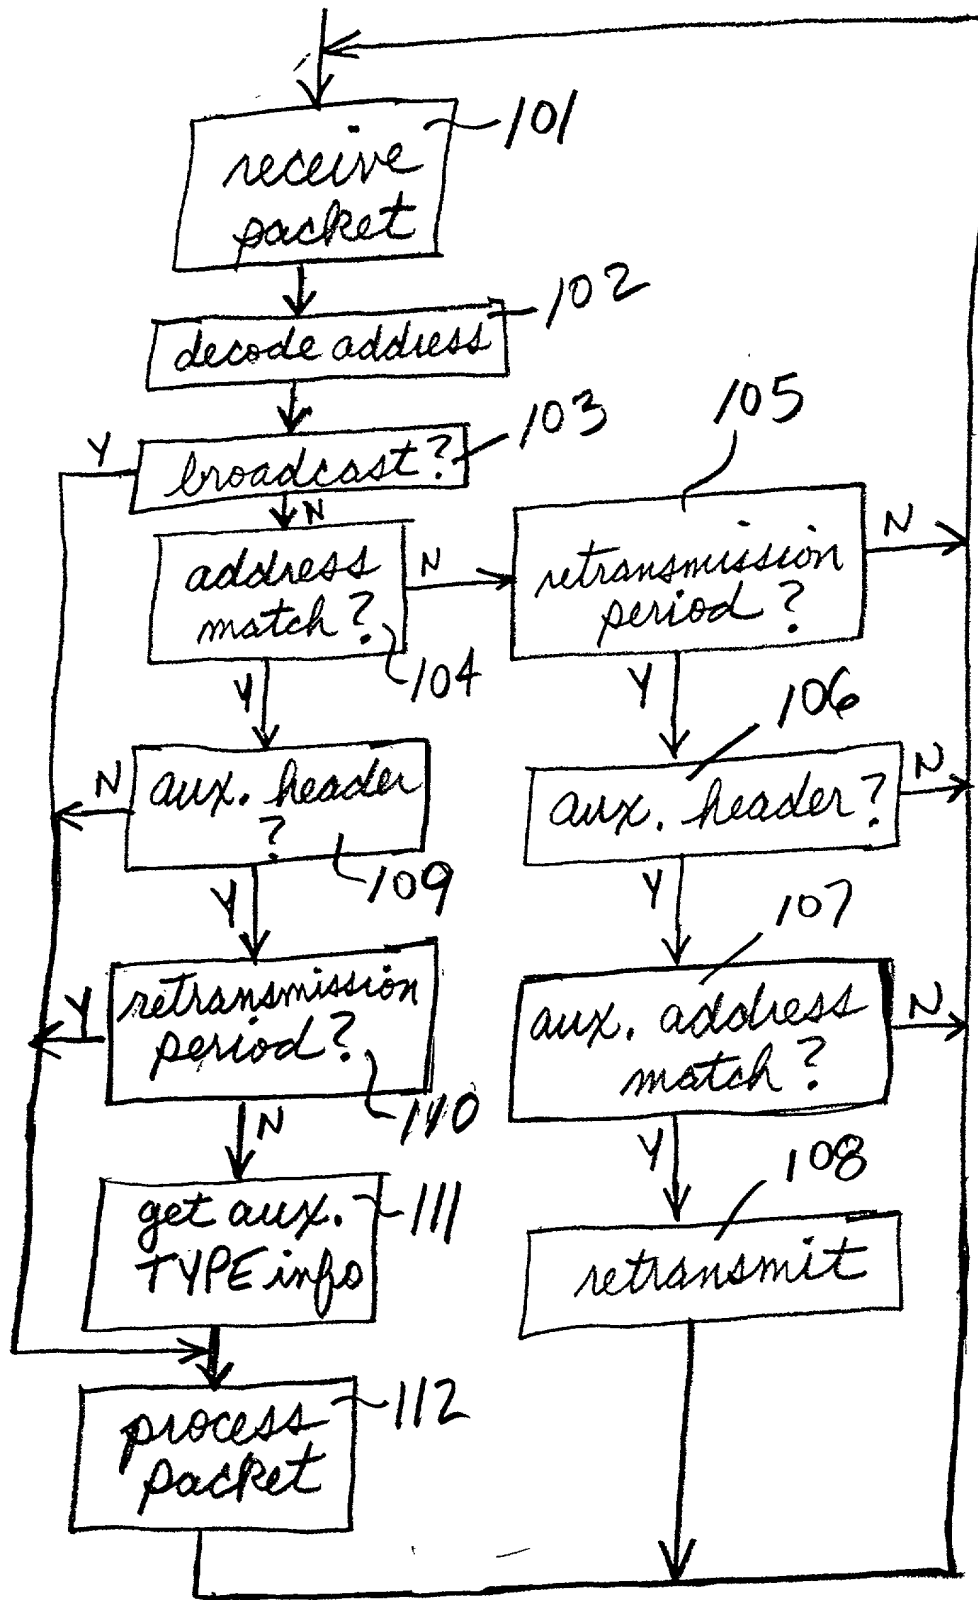 101
receive
packet
102
decode address
103
Y
broadcast?
N
105
address
match?
104
N
retransmission
period?
N
Y
Y
106
aux. header
?
109
N
aux. header?
N
Y
Y
107
retransmission
period?
110
Y
aux. address
match?
N
N
Y
108
get aux.
TYPE info
111
retransmit
process
packet
112